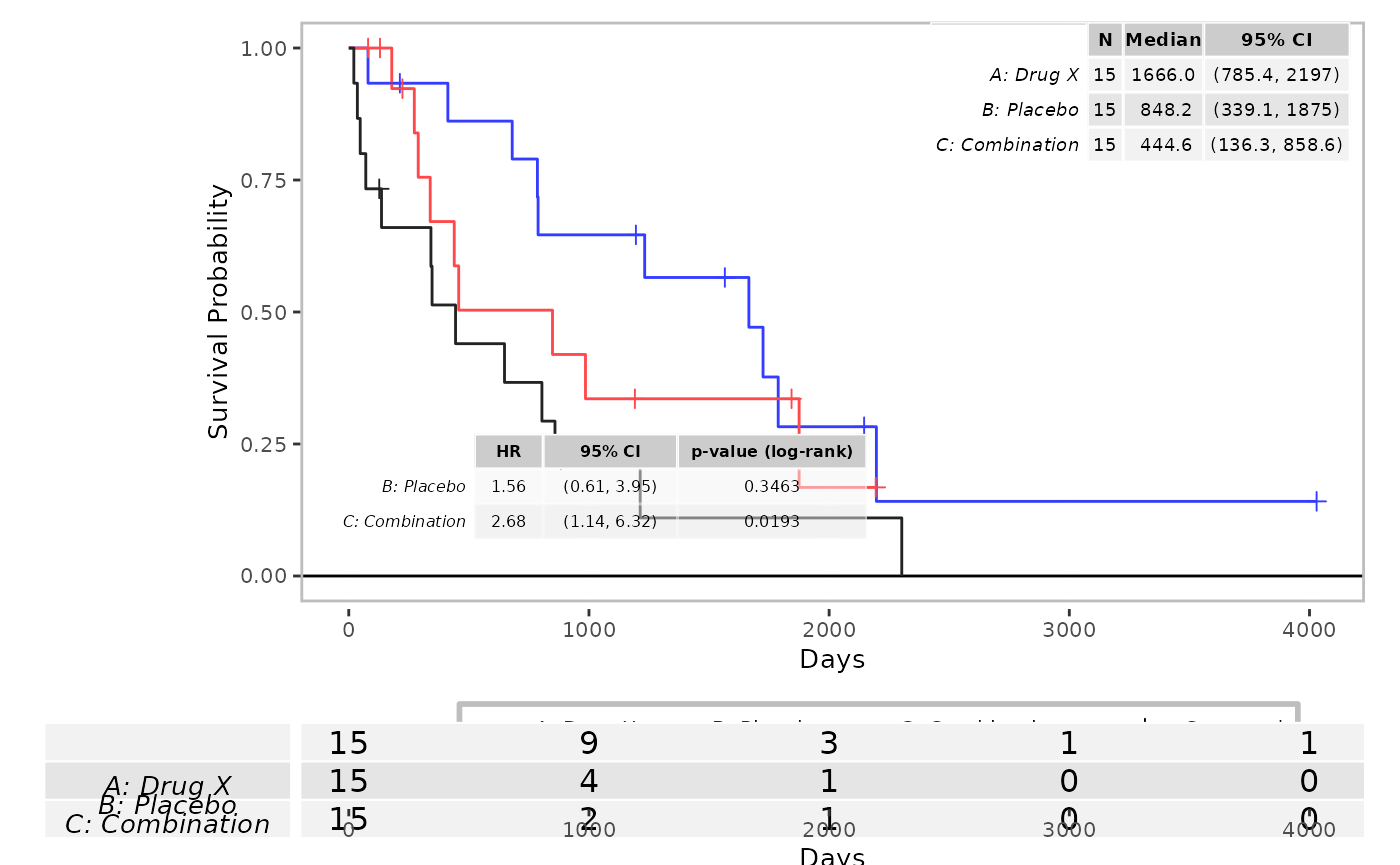 N Median 95% CI
A: Drug X 15 1666.0 (785.4, 2197)
B: Placebo 15 848.2 (339.1, 1875)
C: Combination 15 444.6 (136.3, 858.6)
Survival Probability
1.00
0.75
0.50
0.25
0.00
HR 95% CI p-value (log-rank)
B: Placebo 1.56 (0.61, 3.95) 0.3463
C: Combination 2.68 (1.14, 6.32) 0.0193
0 1000 2000 3000 4000
Days
15 9 3 1 1
A: Drug X 15 4 1 0 0
B: Placebo
C: Combination 15 2 1 0 0
0 1000 2000 3000 4000
Days